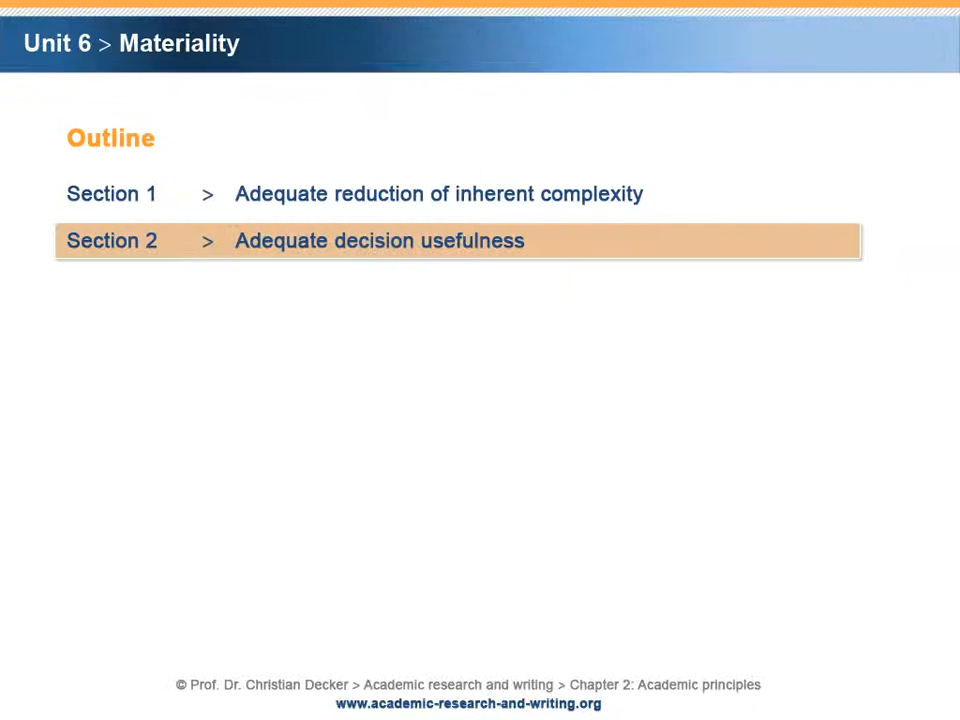 Unit 6 > Materiality
Outline
Section 1 > Adequate reduction of inherent complexity
Section 2 > Adequate decision usefulness
© Prof. Dr. Christian Decker > Academic research and writing > Chapter 2: Academic principles
www.academic-research-and-writing.org